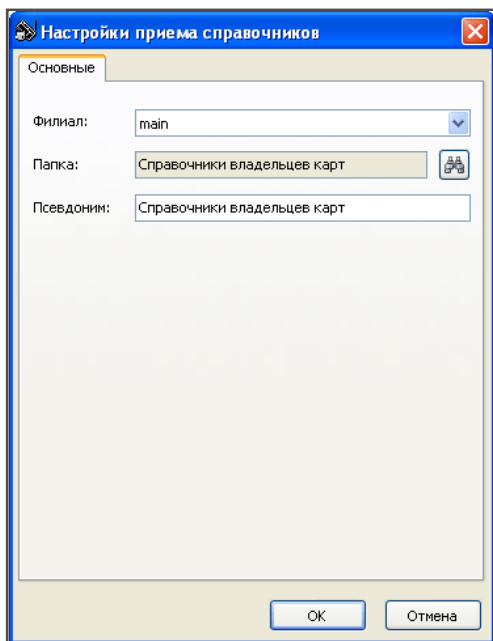 Настройки приема справочников
Основные
Филиал: main
Папка: Справочники владельцев карт
Псевдоним: Справочники владельцев карт
OK Отмена